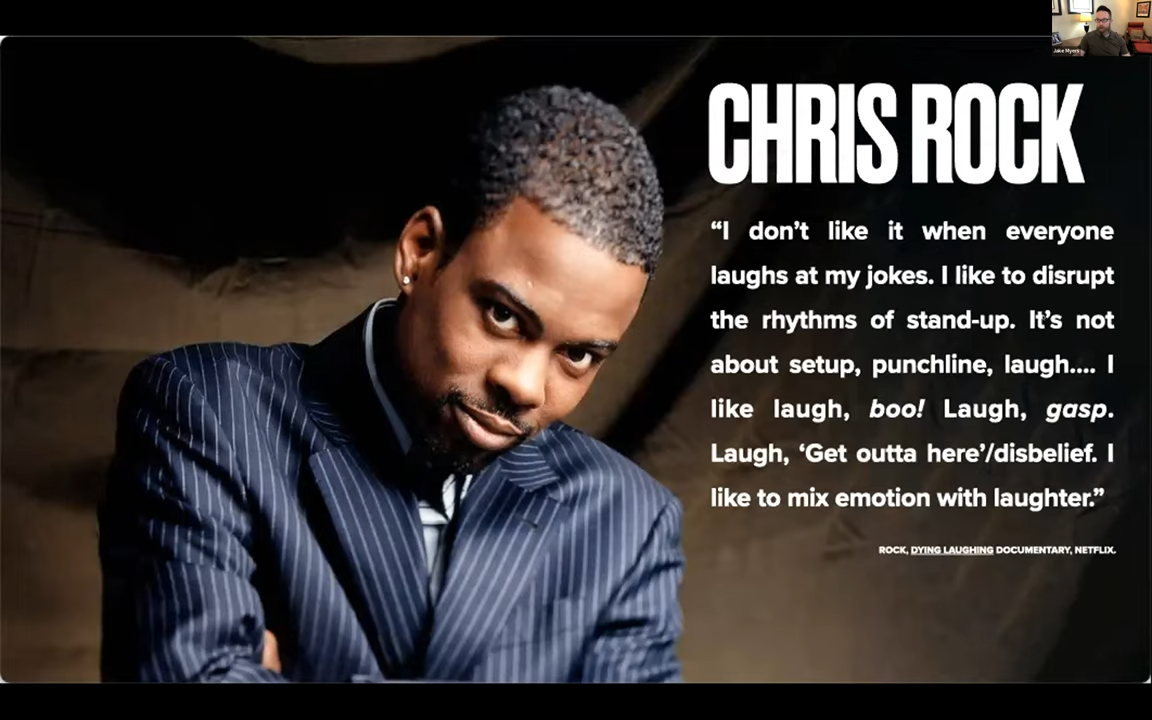 Jake Myers
CHRIS ROCK
“I don’t like it when everyone
laughs at my jokes. I like to disrupt
the rhythms of stand-up. It’s not
about setup, punchline, laugh.... I
like laugh, boo! Laugh, gasp.
Laugh, ‘Get outta here’/disbelief. I
like to mix emotion with laughter.”
ROCK, DYING LAUGHING DOCUMENTARY, NETFLIX.